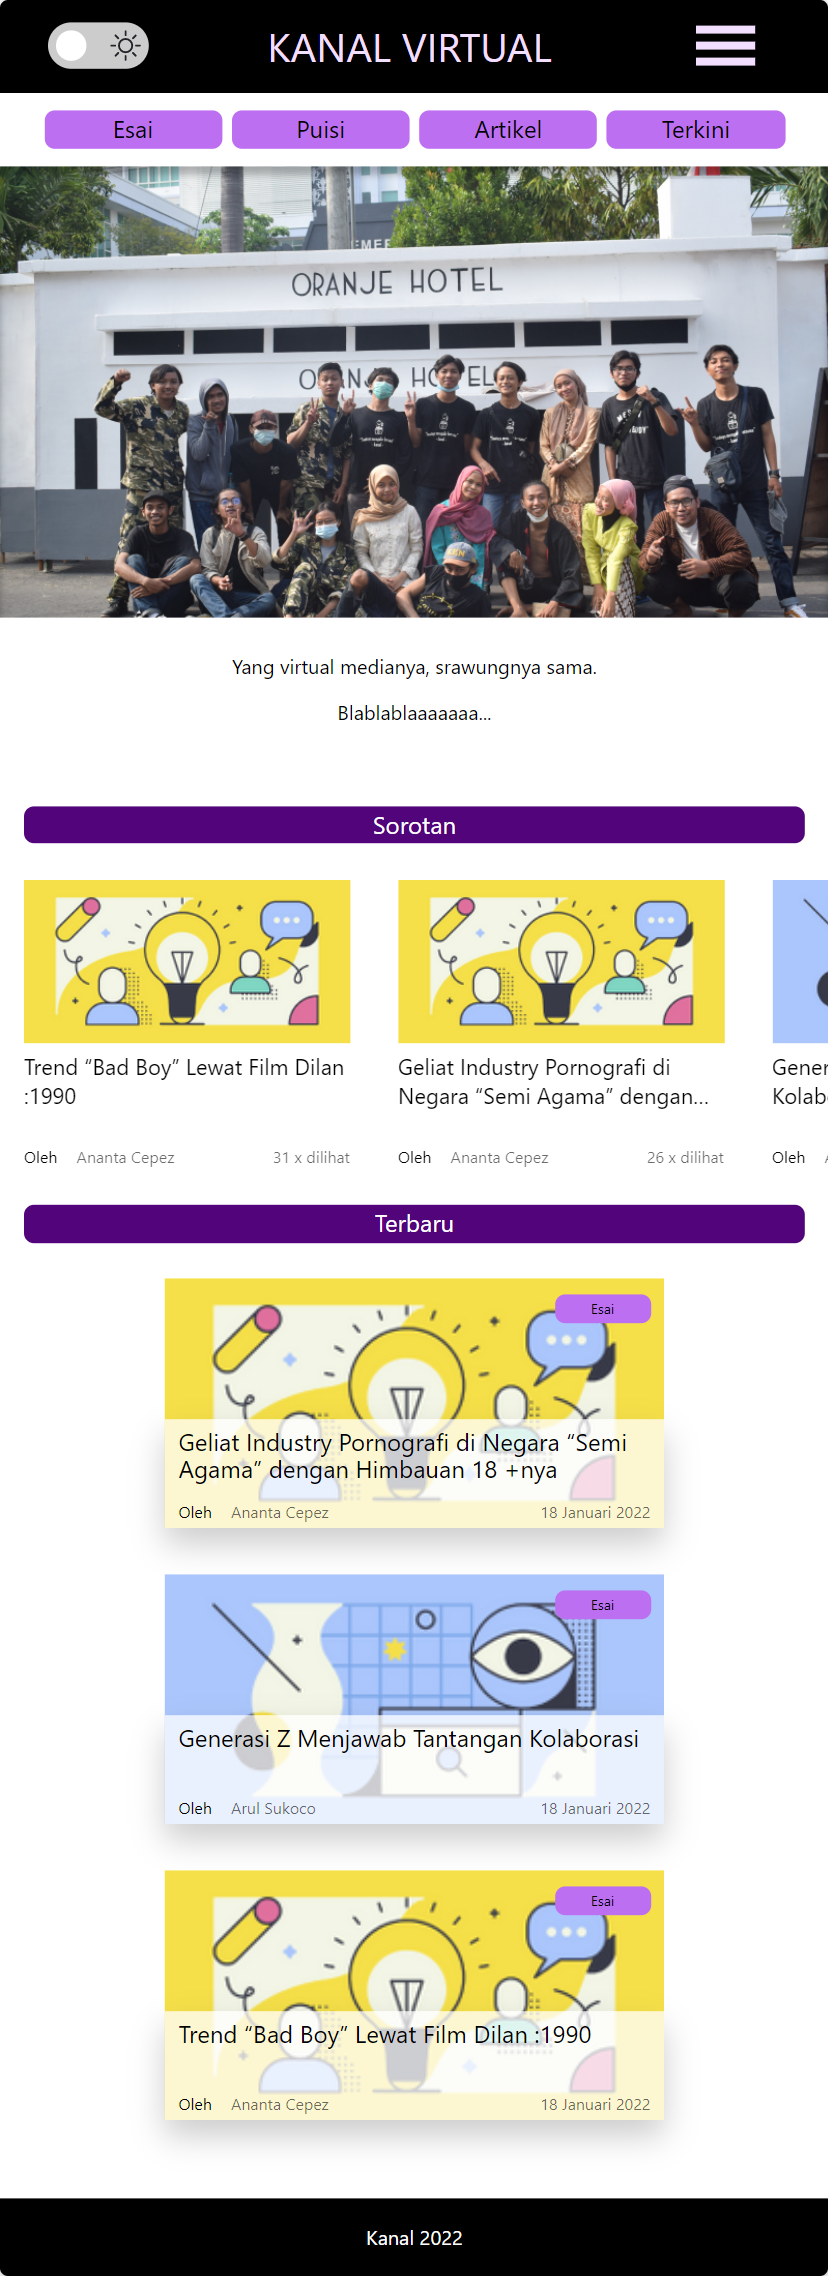 KANAL VIRTUAL
Esai
Puisi
Artikel
Terkini
ORANJE HOTEL
Yang virtual medianya, srawungnya sama.
Blablablaaaaaaa...
Sorotan
Trend “Bad Boy” Lewat Film Dilan
:1990
Oleh Ananta Cepez 31 x dilihat
Geliat Industry Pornografi di
Negara “Semi Agama” dengan...
Oleh Ananta Cepez 26 x dilihat
Gener
Kolab
Oleh
Terbaru
Esai
Geliat Industry Pornografi di Negara “Semi
Agama” dengan Himbauan 18 +nya
Oleh Ananta Cepez 18 Januari 2022
Esai
Generasi Z Menjawab Tantangan Kolaborasi
Oleh Arul Sukoco 18 Januari 2022
Esai
Trend “Bad Boy” Lewat Film Dilan :1990
Oleh Ananta Cepez 18 Januari 2022
Kanal 2022